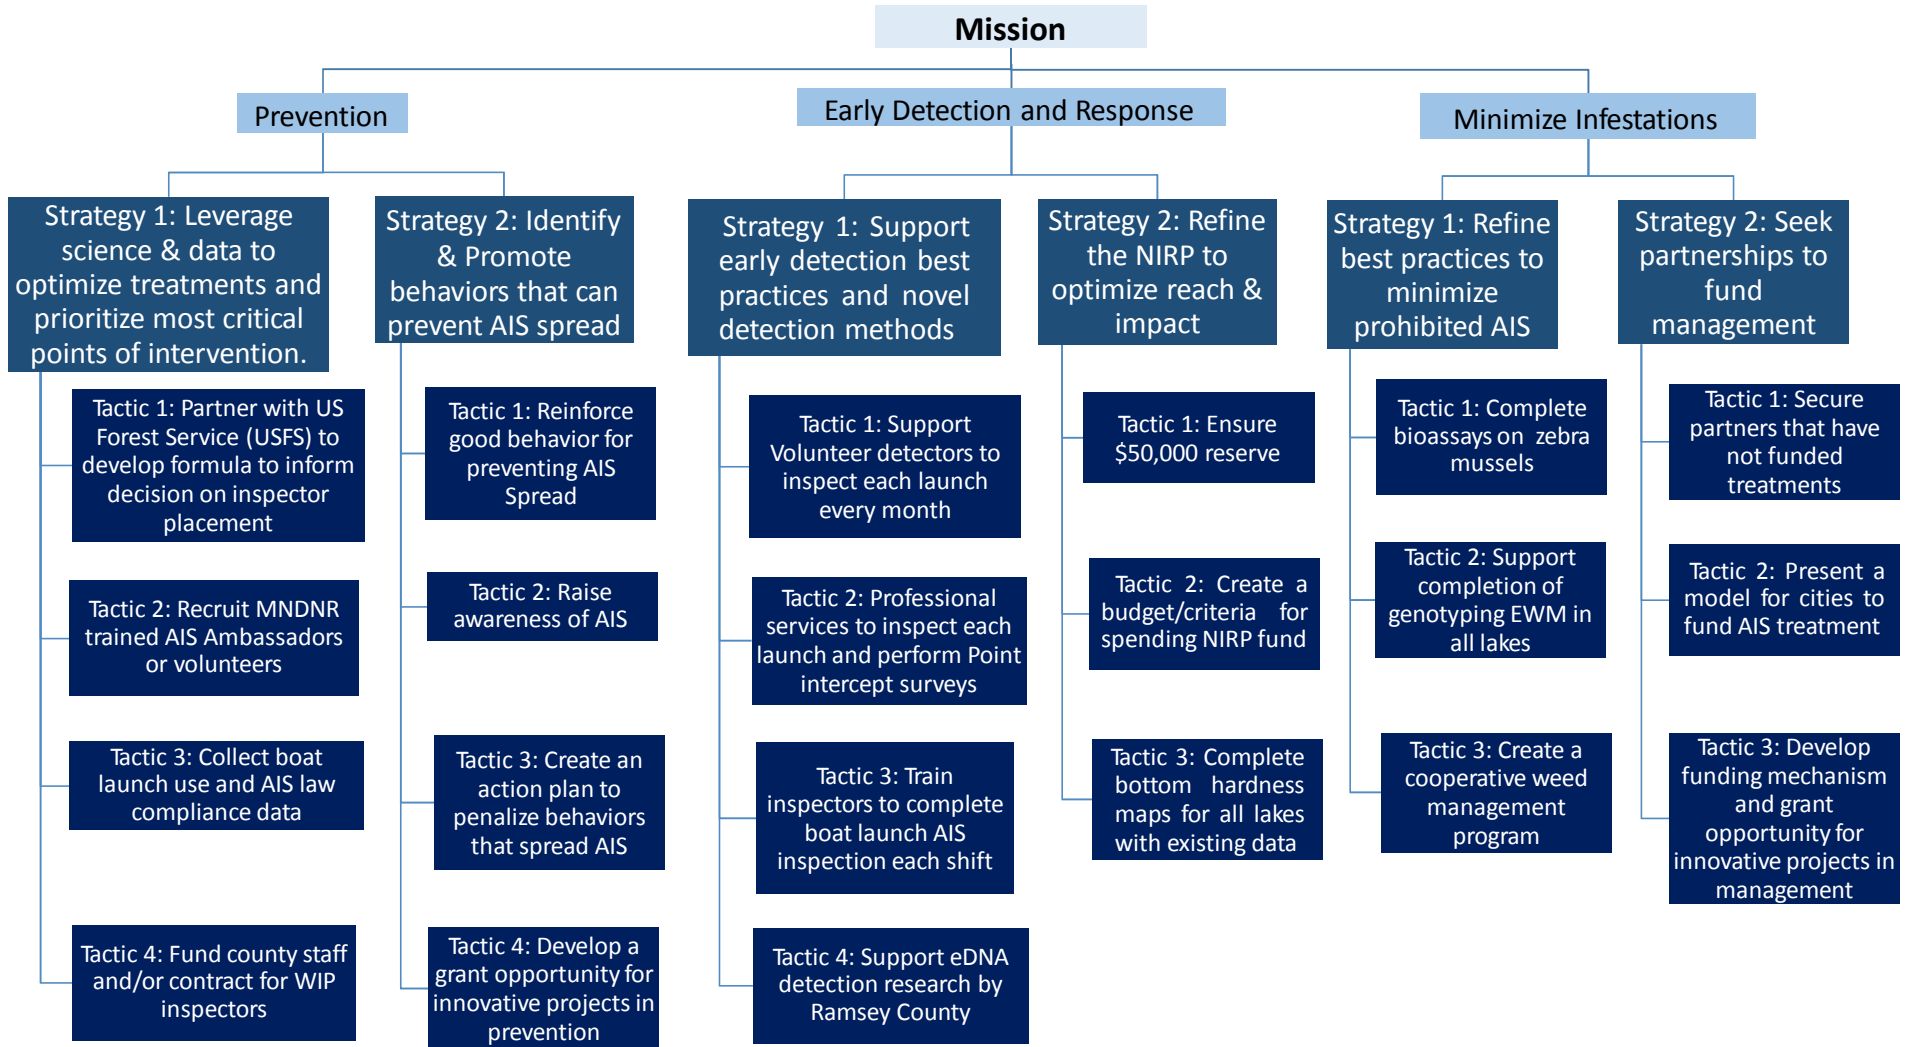 Mission
Prevention
Early Detection and Response
Minimize Infestations
Strategy 1: Leverage
science & data to
optimize treatments and
prioritize most critical
points of intervention.
Tactic 1: Partner with US
Forest Service (USFS) to
develop formula to inform
decision on inspector
placement
Tactic 2: Recruit MNDNR
trained AIS Ambassadors
or volunteers
Tactic 3: Collect boat
launch use and AIS law
compliance data
Tactic 4: Fund county staff
and/or contract for WIP
inspectors
Strategy 2: Identify
& Promote
behaviors that can
prevent AIS spread
Tactic 1: Reinforce
good behavior for
preventing AIS
Spread
Tactic 2: Raise
awareness of AIS
Tactic 3: Create an
action plan to
penalize behaviors
that spread AIS
Tactic 4: Develop a
grant opportunity for
innovative projects in
prevention
Strategy 1: Support
early detection best
practices and novel
detection methods
Tactic 1: Support
Volunteer detectors to
inspect each launch
every month
Tactic 2: Professional
services to inspect each
launch and perform Point
intercept surveys
Tactic 3: Train
inspectors to complete
boat launch AIS
inspection each shift
Tactic 4: Support eDNA
detection research by
Ramsey County
Strategy 2: Refine
the NIRP to
optimize reach &
impact
Tactic 1: Ensure
$50,000 reserve
Tactic 2: Create a
budget/criteria for
spending NIRP fund
Tactic 3: Complete
bottom hardness
maps for all lakes
with existing data
Strategy 1: Refine
best practices to
minimize
prohibited AIS
Tactic 1: Complete
bioassays on zebra
mussels
Tactic 2: Support
completion of
genotyping EWM in
all lakes
Tactic 3: Create a
cooperative weed
management
program
Strategy 2: Seek
partnerships to
fund
management
Tactic 1: Secure
partners that have
not funded
treatments
Tactic 2: Present a
model for cities to
fund AIS treatment
Tactic 3: Develop
funding mechanism
and grant
opportunity for
innovative projects in
management